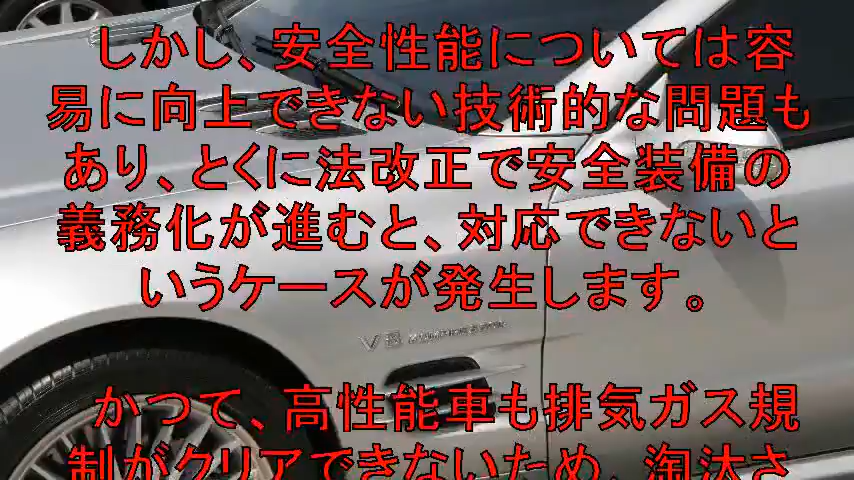 しかし、安全性能については容
易に向上できない技術的な問題も
あり、とくに法改正で安全装備の
義務化が進むと、対応できないと
いうケースが発生します。
V8 KOMPRESSOR
かつて、高性能車も排気ガス規
制がクリアできないため、淘汰さ